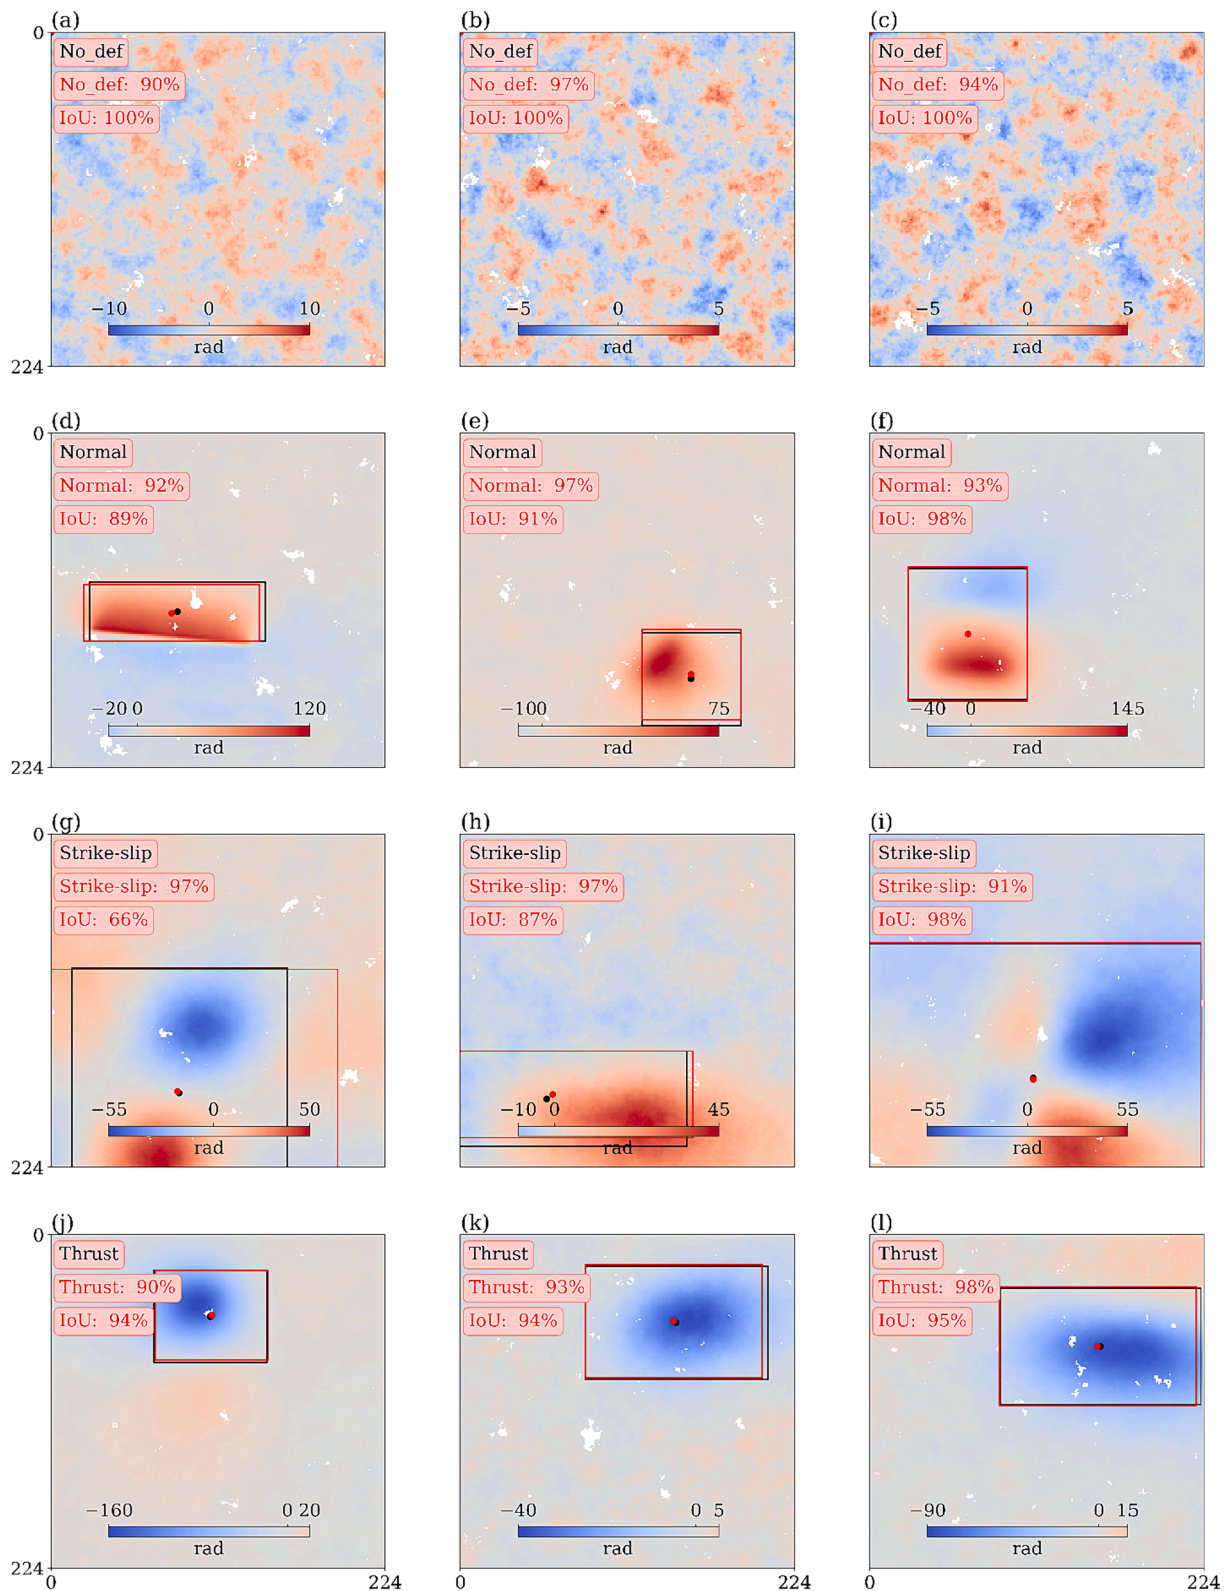 (a) (b) (c)
0
No_def No_def No_def
No_def: 90% No_def: 97% No_def: 94%
IoU: 100% IoU: 100% IoU: 100%
−10 0 10 −5 0 5 −5 0 5
rad rad rad
224
(d) (e) (f)
0
Normal Normal Normal
Normal: 92% Normal: 97% Normal: 93%
IoU: 89% IoU: 91% IoU: 98%
−20 0 120 −100 75 −40 0 145
rad rad rad
224
(g) (h) (i)
0
Strike-slip Strike-slip Strike-slip
Strike-slip: 97% Strike-slip: 97% Strike-slip: 91%
IoU: 66% IoU: 87% IoU: 98%
−55 0 50 −10 0 45 −55 0 55
rad rad rad
224
(j) (k) (l)
0
Thrust Thrust Thrust
Thrust: 90% Thrust: 93% Thrust: 98%
IoU: 94% IoU: 94% IoU: 95%
−160 0 20 −40 0 5 −90 0 15
rad rad rad
224
0 224 0 224 0 224